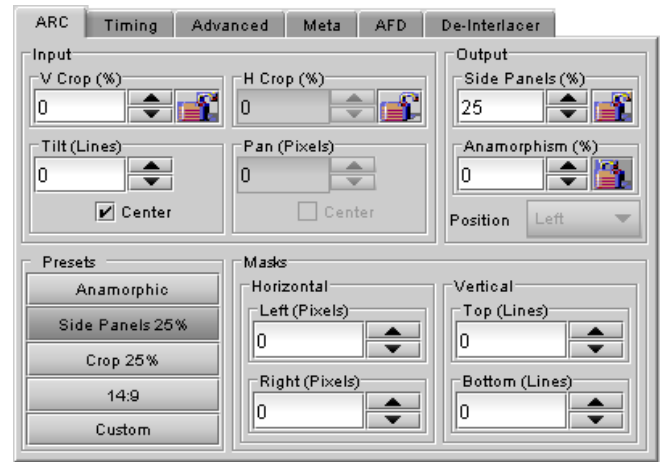 ARC Timing Advanced Meta AFD De-Interlacer
Input
V Crop (%)
0
H Crop (%)
0
Tilt (Lines)
0
Center
Pan (Pixels)
0
Center
Output
Side Panels (%)
25
Anamorphism (%)
0
Position Left
Presets
Anamorphic
Side Panels 25%
Crop 25%
14:9
Custom
Masks
Horizontal
Left (Pixels)
0
Right (Pixels)
0
Vertical
Top (Lines)
0
Bottom (Lines)
0